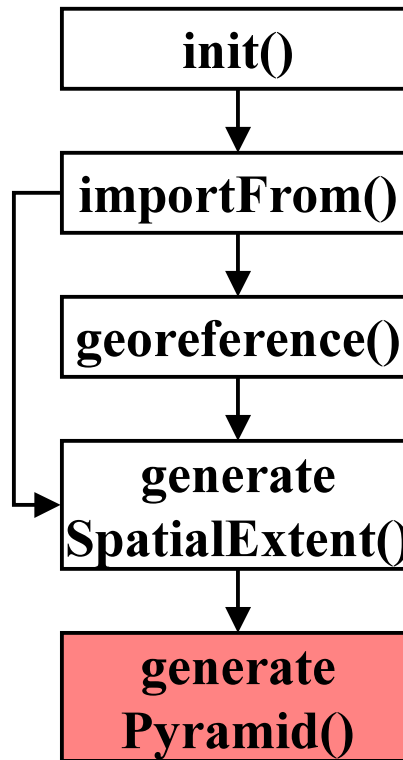 init()
importFrom()
georeference()
generate
SpatialExtent()
generate
Pyramid()